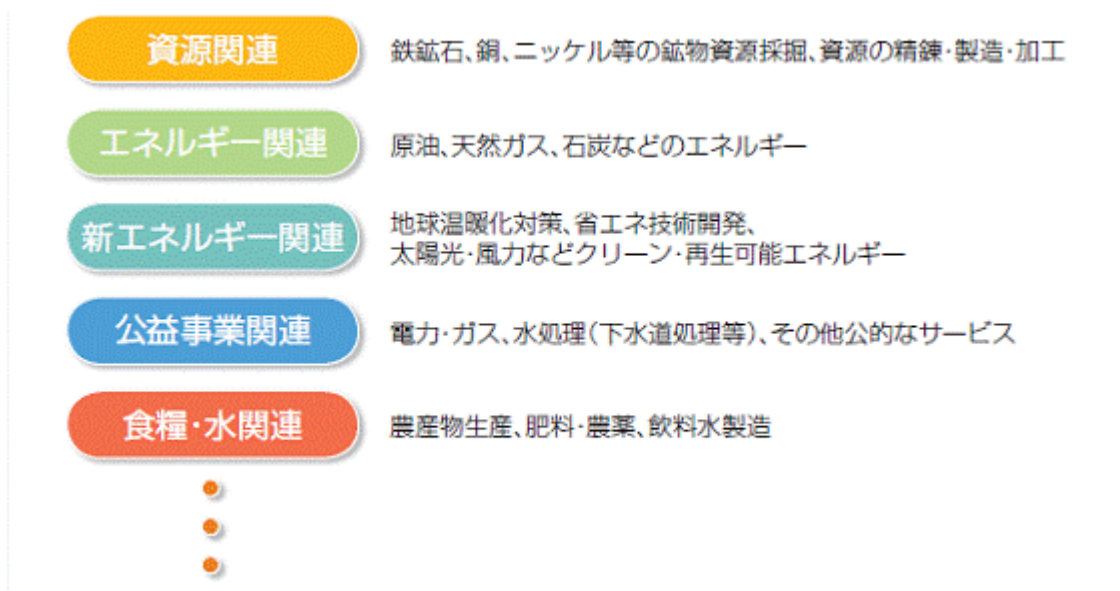 資源関連
鉄鉱石、銅、ニッケル等の鉱物資源採掘、資源の精錬・製造・加工
エネルギー関連
原油、天然ガス、石炭などのエネルギー
新エネルギー関連
地球温暖化対策、省エネ技術開発、
太陽光・風力などクリーン・再生可能エネルギー
公益事業関連
電力・ガス、水処理(下水道処理等)、その他公的なサービス
食糧・水関連
農産物生産、肥料・農薬、飲料水製造